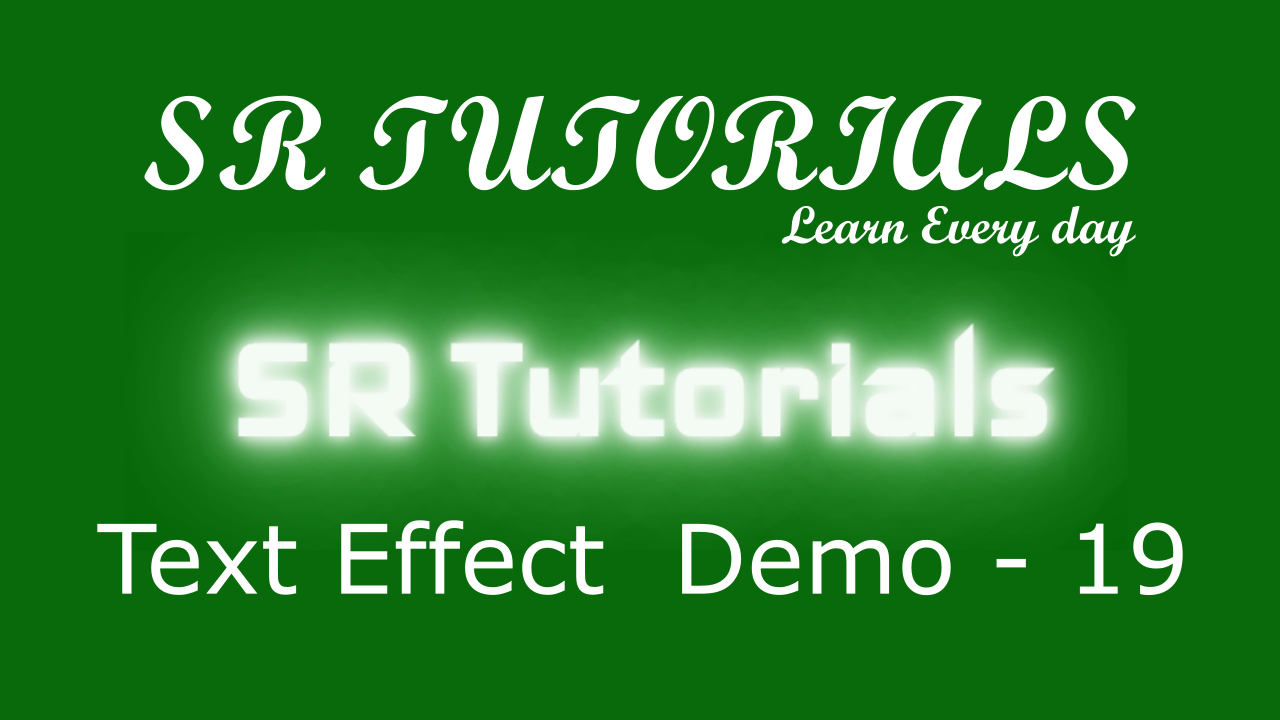 SR TUTORIALS
Learn Every day
SR Tutorials
Text Effect  Demo - 19